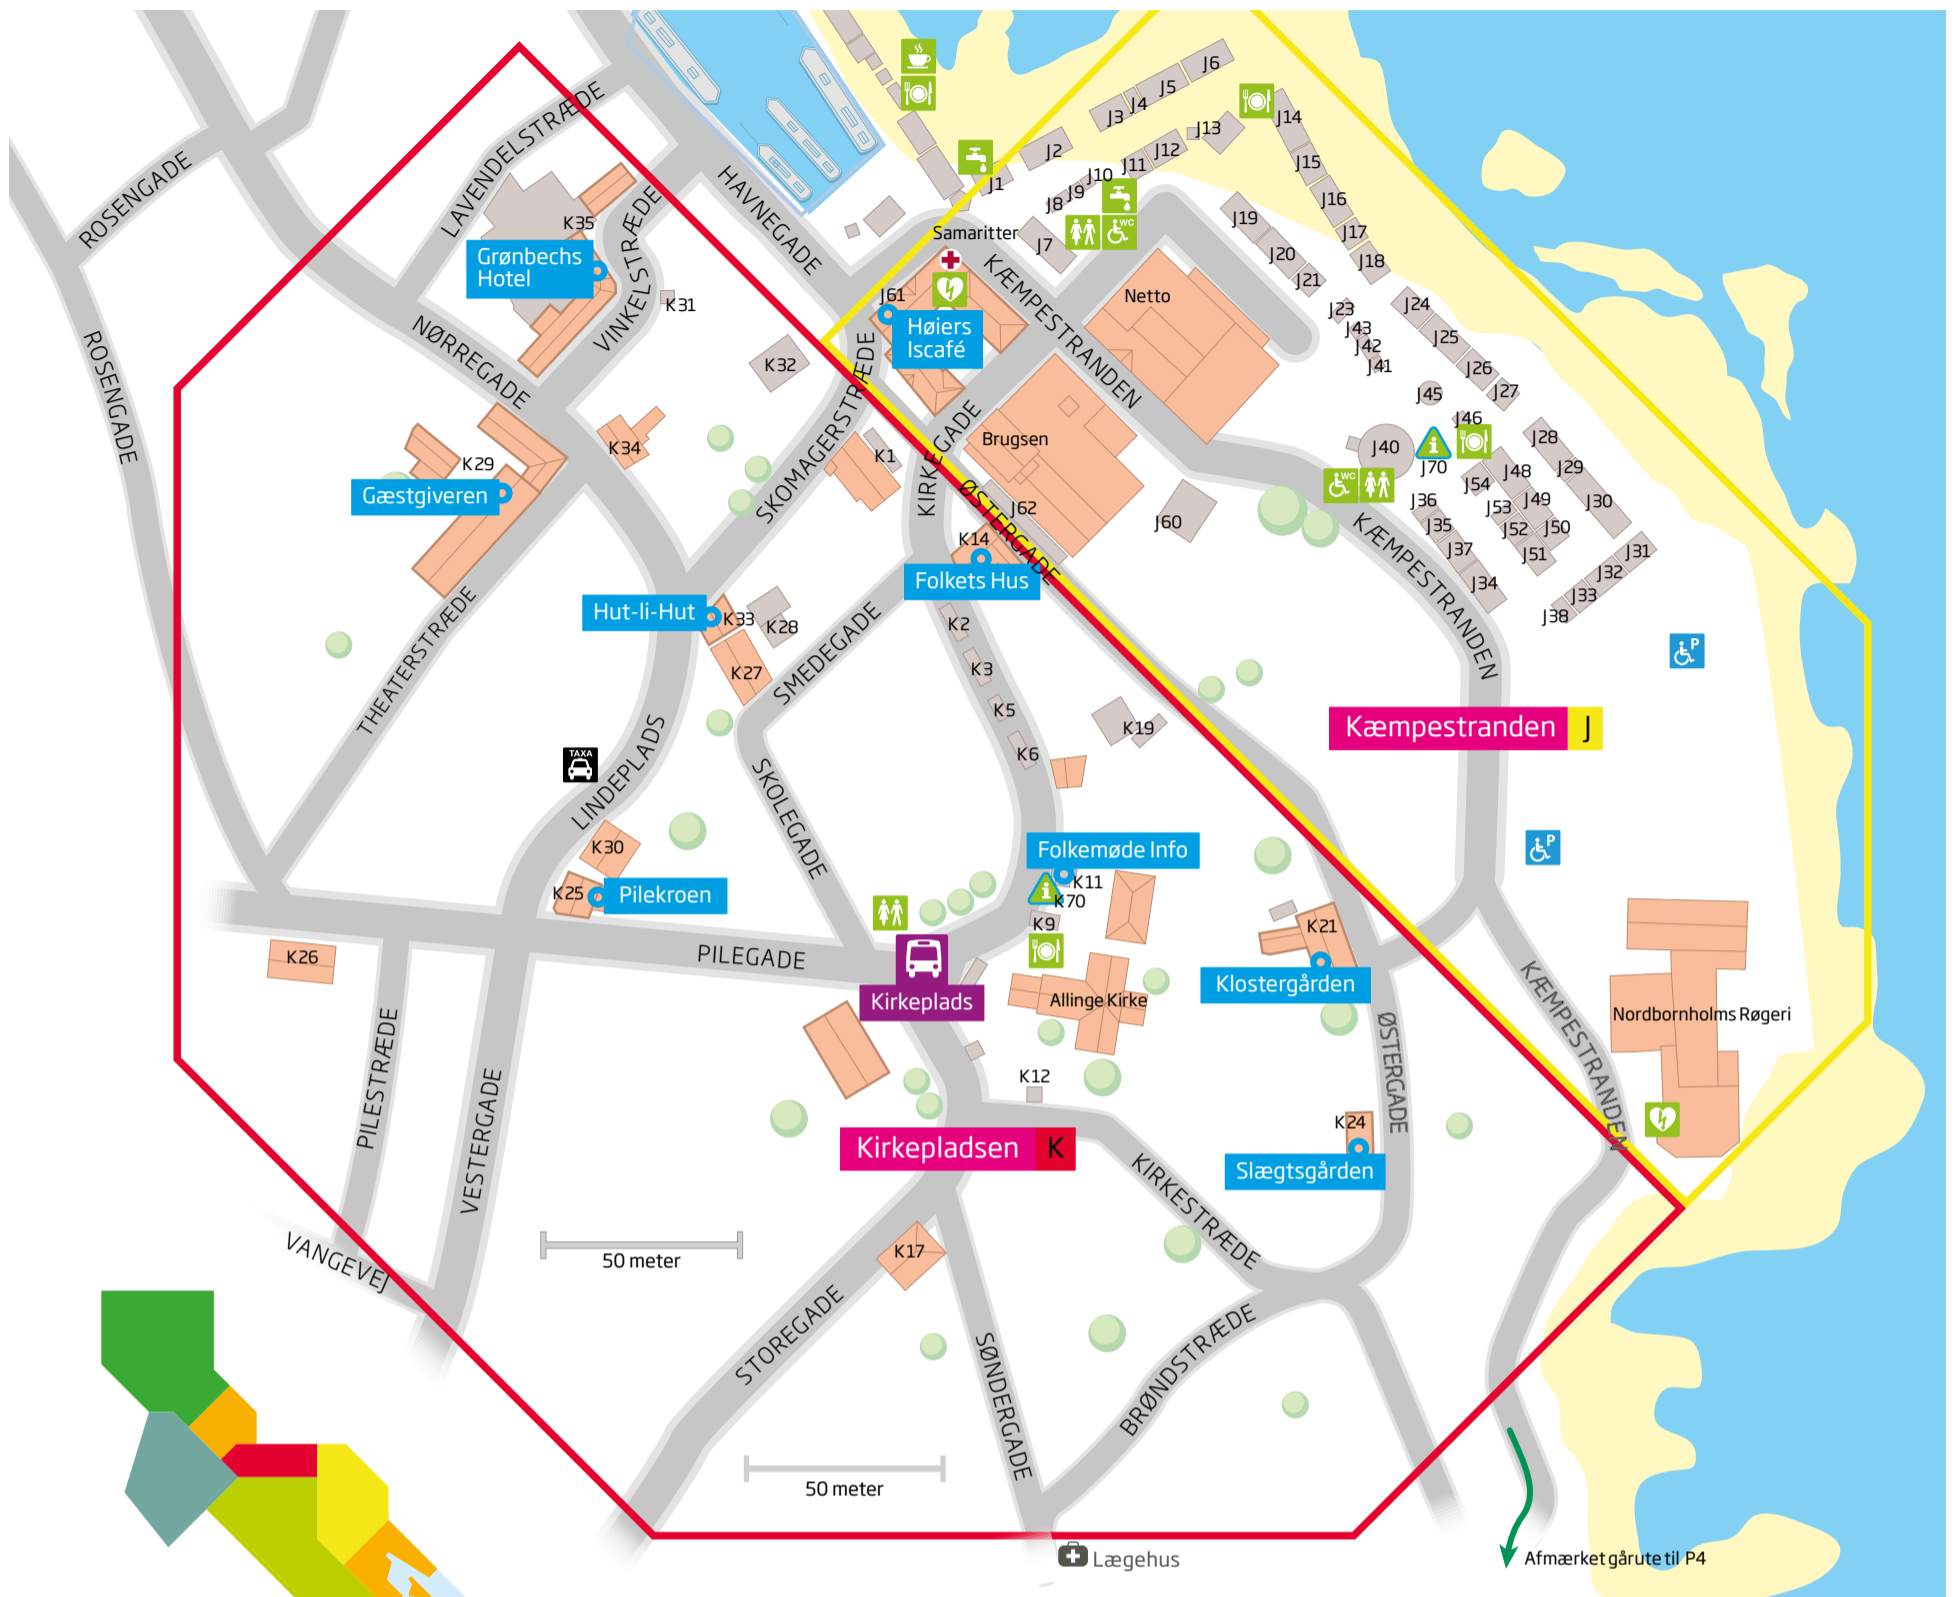 J6
J5
J4
J3
J14
J13
J2
J12
J11
J15
J10
J1
J9
J8
J16
J17
J18
J19
J20
J21
J7
Samaritter
LAVENDELSTRÆDE
ROSENGADE
HAVNEGADE
K35
Grønbechs
Hotel
VINKELSTRÆDE
K31
KÆMPESTRANDEN
Netto
J61
Høiers
Iscafé
J23
J43
J42
J41
J24
J25
J26
J27
J45
J46
J40
J70
WC
WC
J28
J29
J30
J48
J49
J50
J54
J53
J52
J51
J36
J35
J37
J34
J31
J32
J33
J38
ROSENGADE
NØRREGADE
K32
K34
SKOMAGERSTRÆDE
K1
KIRKEGADE
Brugsen
ØSTERGADE
J62
J60
KÆMPESTRANDEN
K29
Gæstgiveren
K14
Folkets Hus
Hut-li-Hut
K33
K28
K27
SMEDEGADE
K2
K3
K5
K6
K19
THEATERSTRÆDE
P
Kæmpestranden J
TAXA
LINDEPLADS
SKOLEGADE
P
K30
K25
Pilekroen
Folkemøde Info
K11
K70
K9
K21
Klostergården
K26
PILEGADE
Kirkeplads
Allinge Kirke
KÆMPESTRANDEN
Nordbornholms Røgeri
ØSTERGADE
PILESTRÆDE
VESTERGADE
K12
K24
Slægtsgården
Kirkepladsen K
KIRKESTRÆDE
VANGEVEJ
50 meter
K17
STOREGADE
SØNDERGADE
BRØNDSTRÆDE
50 meter
Lægehus
Afmærket gårute til P4